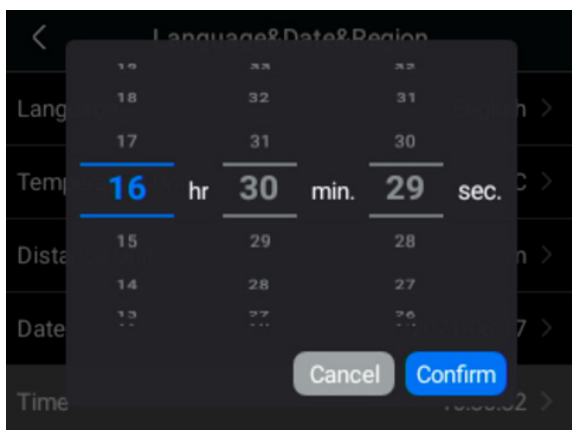 Language&Date&Region
18 32 31
17 31 30
16 hr 30 min. 29 sec.
15 29 28
14 28 27
Cancel Confirm
Date
Time